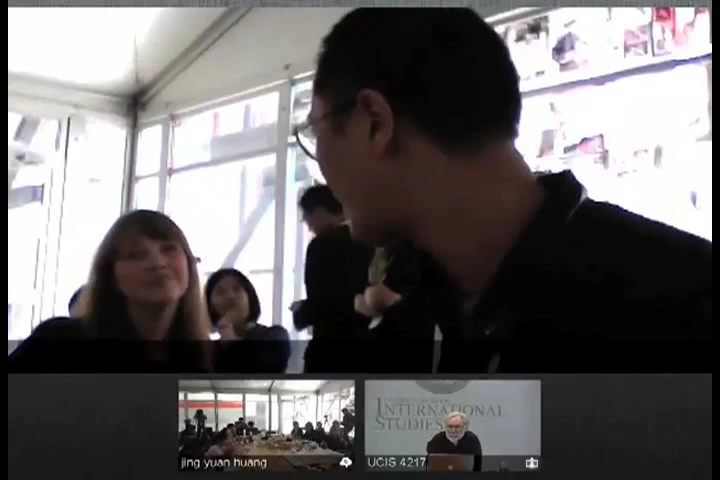 INTERNATIONAL
STUDIES
jing yuan huang
UCIS 4217